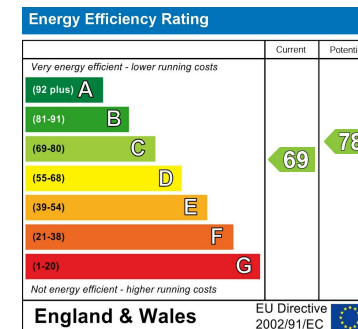 Energy Efficiency Rating
Current Potenti
Very energy efficient - lower running costs
(92 plus) A
(81-91) B
(69-80) C
(55-68) D
(39-54) E
(21-38) F
(1-20) G
69
78
Not energy efficient - higher running costs
England & Wales
EU Directive
2002/91/EC